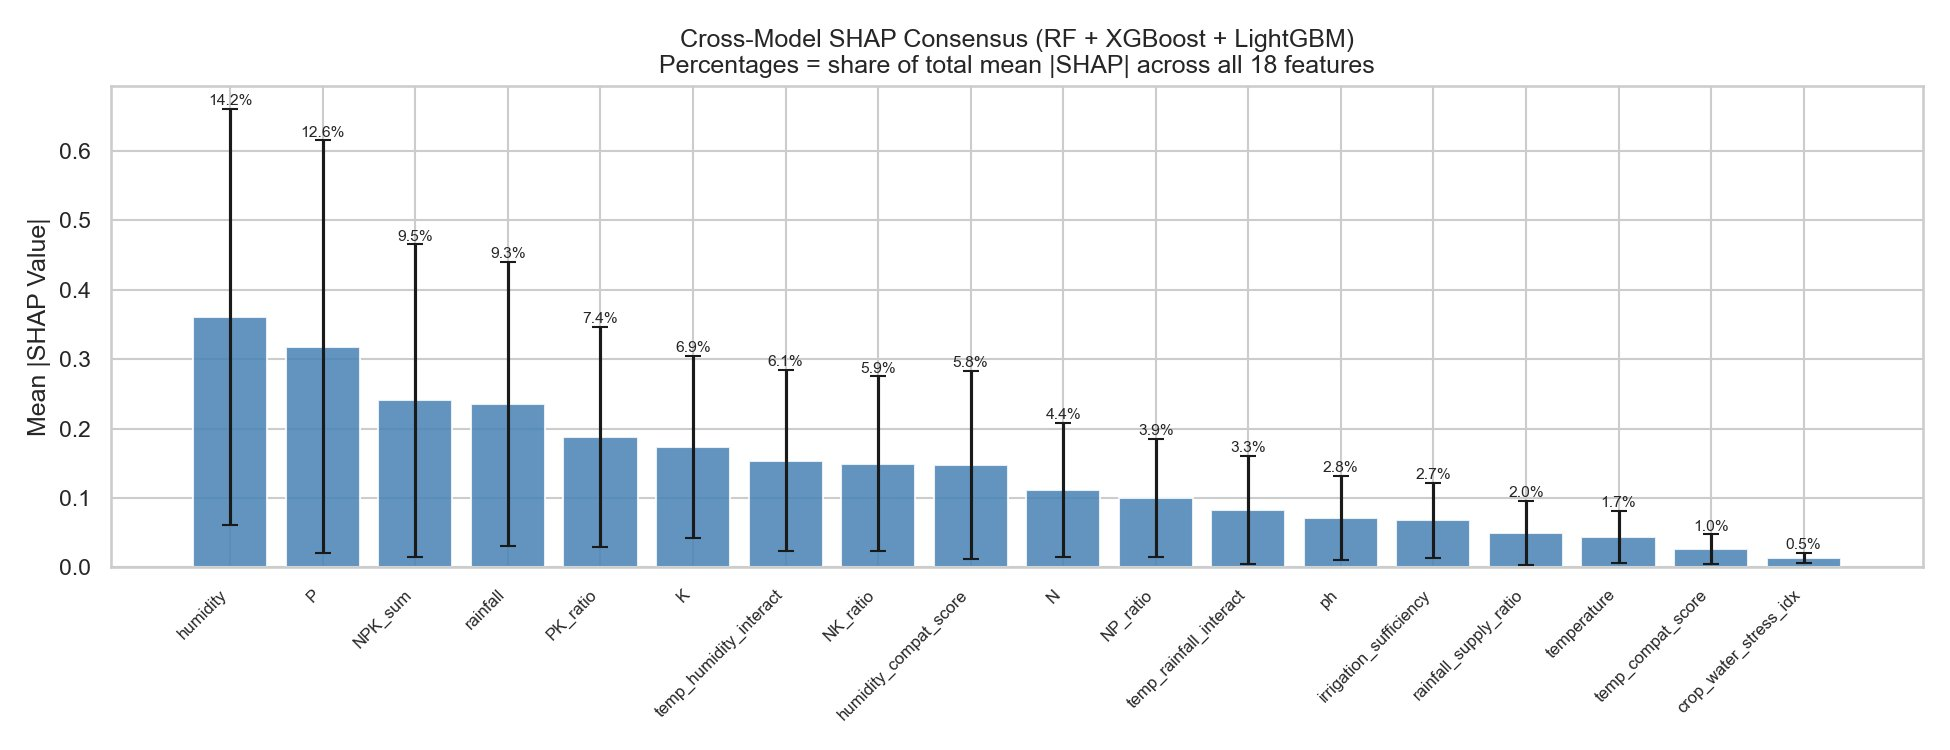 Cross-Model SHAP Consensus (RF + XGBoost + LightGBM)
Percentages = share of total mean |SHAP| across all 18 features
Mean |SHAP Value|
0.6
0.5
0.4
0.3
0.2
0.1
0.0
14.2%
12.6%
9.5%
9.3%
7.4%
6.9%
6.1%
5.9%
5.8%
4.4%
3.9%
3.3%
2.8%
2.7%
2.0%
1.7%
1.0%
0.5%
humidity
P
NPK_sum
rainfall
PK_ratio
K
temp_humidity_interact
NK_ratio
humidity_compat_score
N
NP_ratio
temp_rainfall_interact
ph
irrigation_sufficiency
rainfall_supply_ratio
temperature
temp_compat_score
crop_water_stress_idx